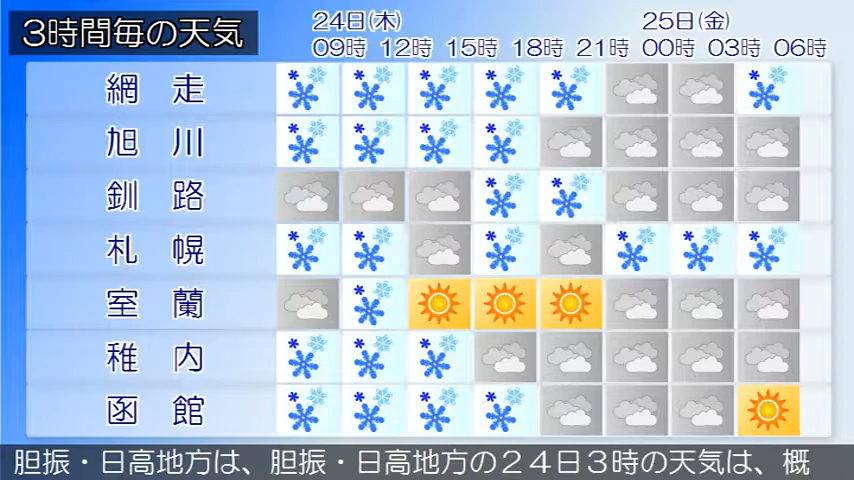 3時間毎の天気
24日(木) 25日(金)
09時 12時 15時 18時 21時 00時 03時 06時
網走
旭川
釧路
札幌
室蘭
稚内
函館
胆振・日高地方は、胆振・日高地方の24日3時の天気は、概